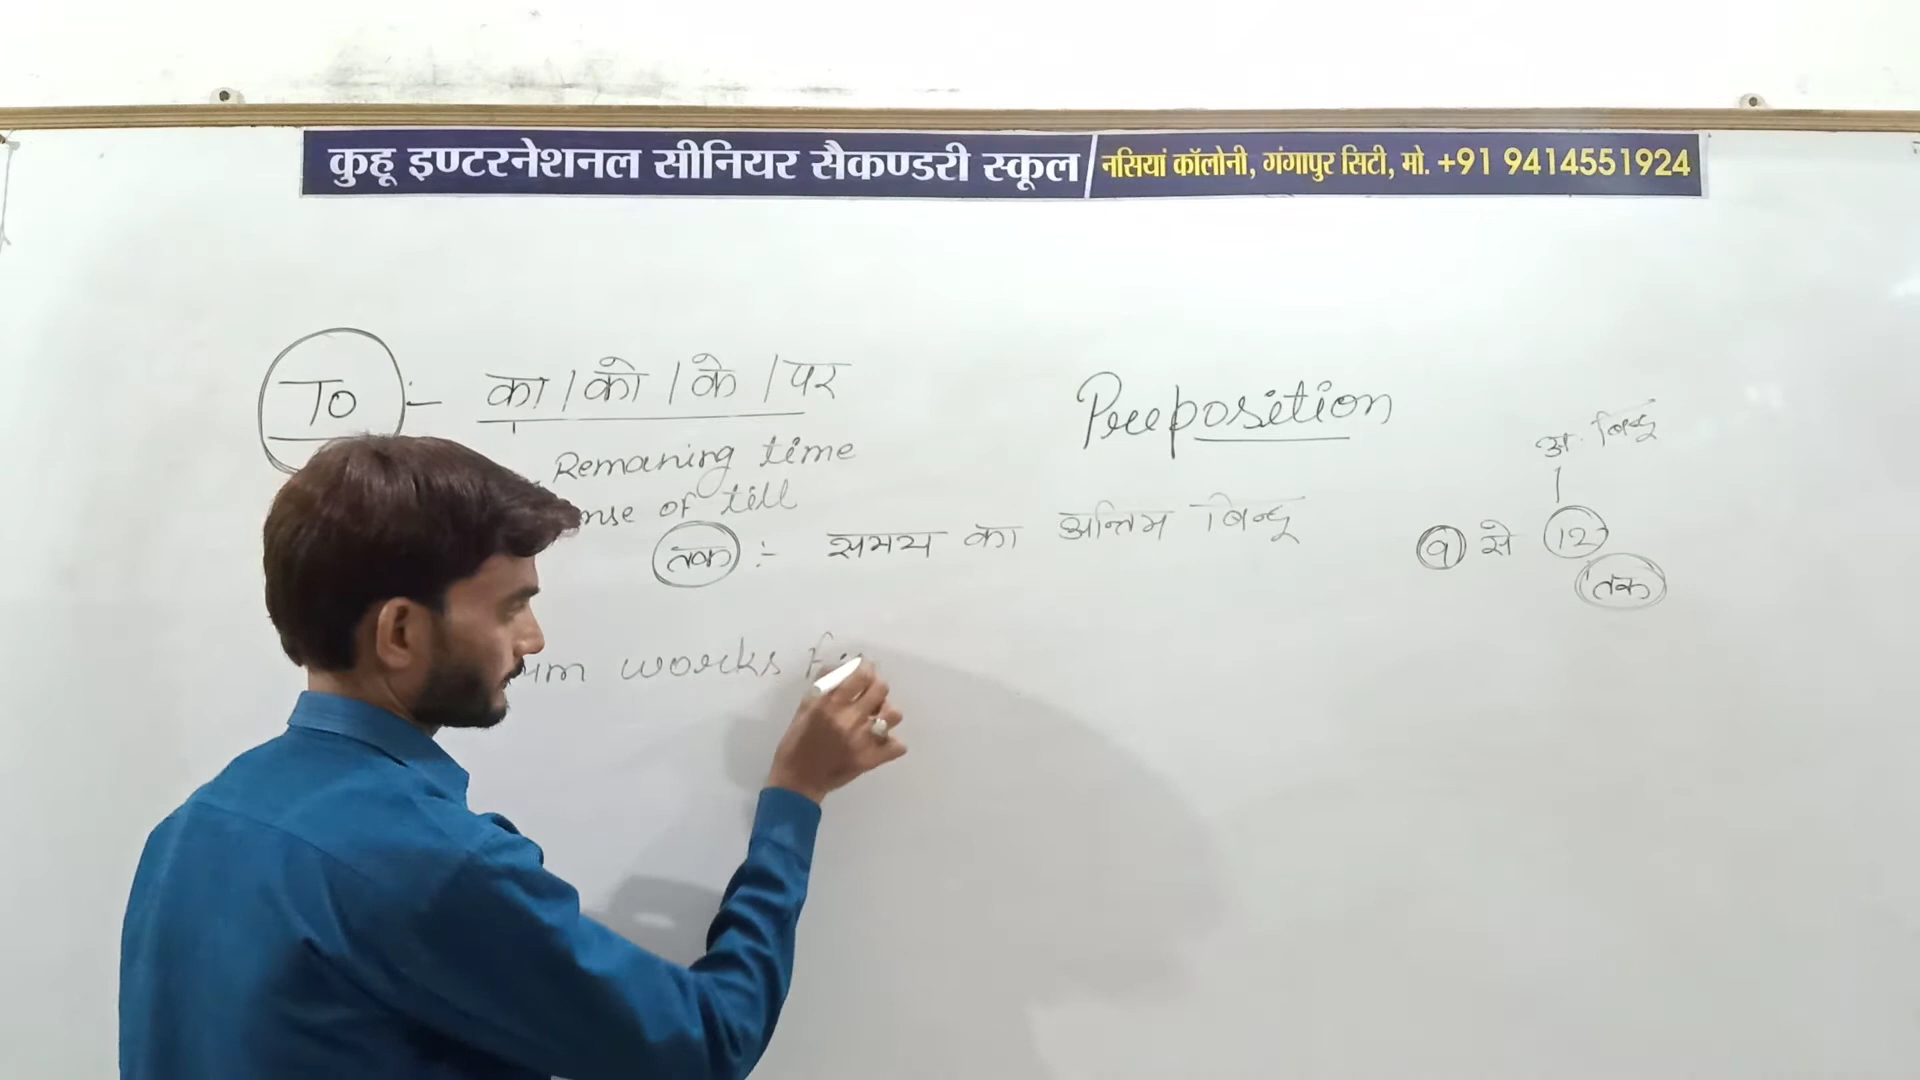 कुहू इण्टरनेशनल सीनियर सैकण्डरी स्कूल नसियां कॉलोनी, गंगापुर सिटी, मो. +91 9414551924
To :- का / को / के / पर
Preposition
Remaning time
of till
अ. बिन्दू
तक :- समय का अन्तिम बिन्दू
9 से 12
तक
works